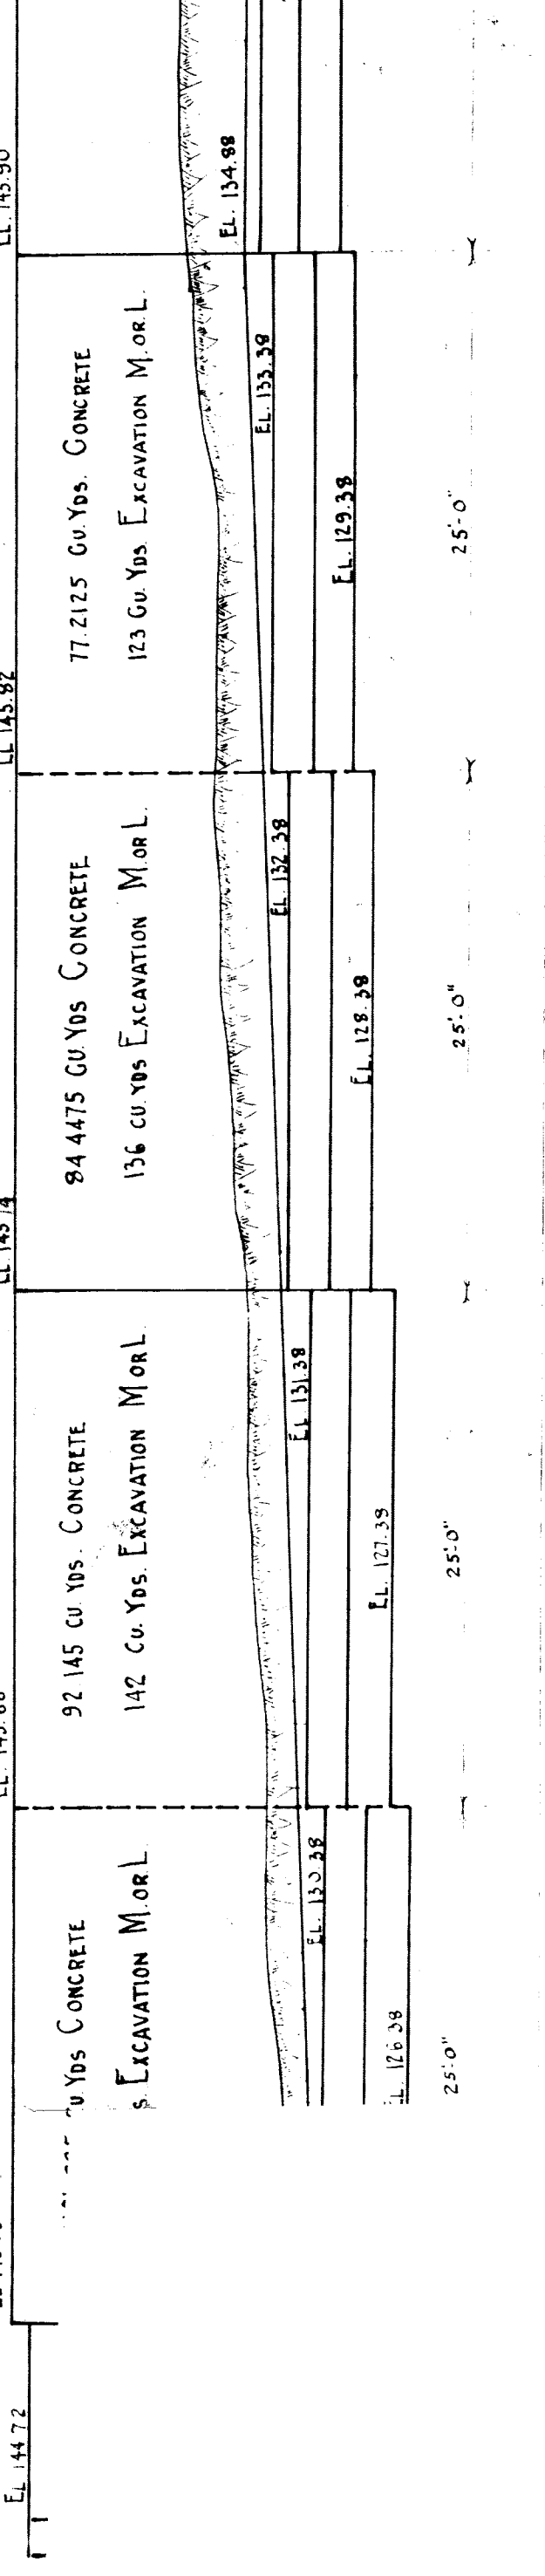 EL. 134.88
77.2125 CU.YDS. CONCRETE
123 CU.YDS. EXCAVATION M.OR L.
EL. 133.38
EL. 129.38
25'-0"
EL 145.82
84.4475 CU.YDS CONCRETE
136 CU.YDS EXCAVATION M.OR L.
EL 132.38
EL. 128.38
25'-0"
92.145 CU.YDS. CONCRETE
142 CU.YDS. EXCAVATION M OR L.
EL 131.38
EL. 127.38
25'-0"
CU.YDS CONCRETE
S. EXCAVATION M.OR L.
EL. 130.38
EL. 126 38
25'-0"
EL 144 72